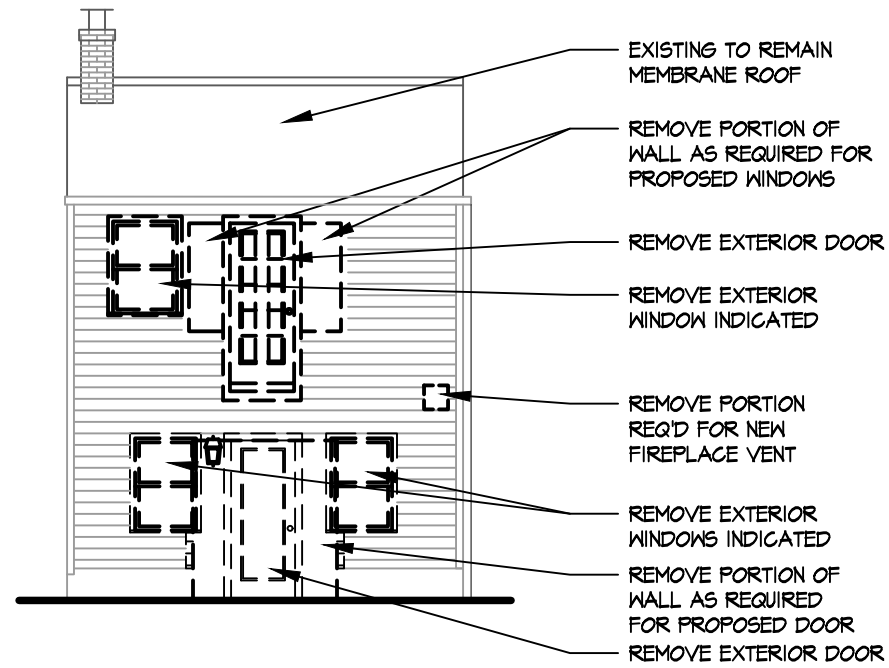 EXISTING TO REMAIN
MEMBRANE ROOF
REMOVE PORTION OF
WALL AS REQUIRED FOR
PROPOSED WINDOWS
REMOVE EXTERIOR DOOR
REMOVE EXTERIOR
WINDOW INDICATED
REMOVE PORTION
REQ'D FOR NEW
FIREPLACE VENT
REMOVE EXTERIOR
WINDOWS INDICATED
REMOVE PORTION OF
WALL AS REQUIRED
FOR PROPOSED DOOR
REMOVE EXTERIOR DOOR